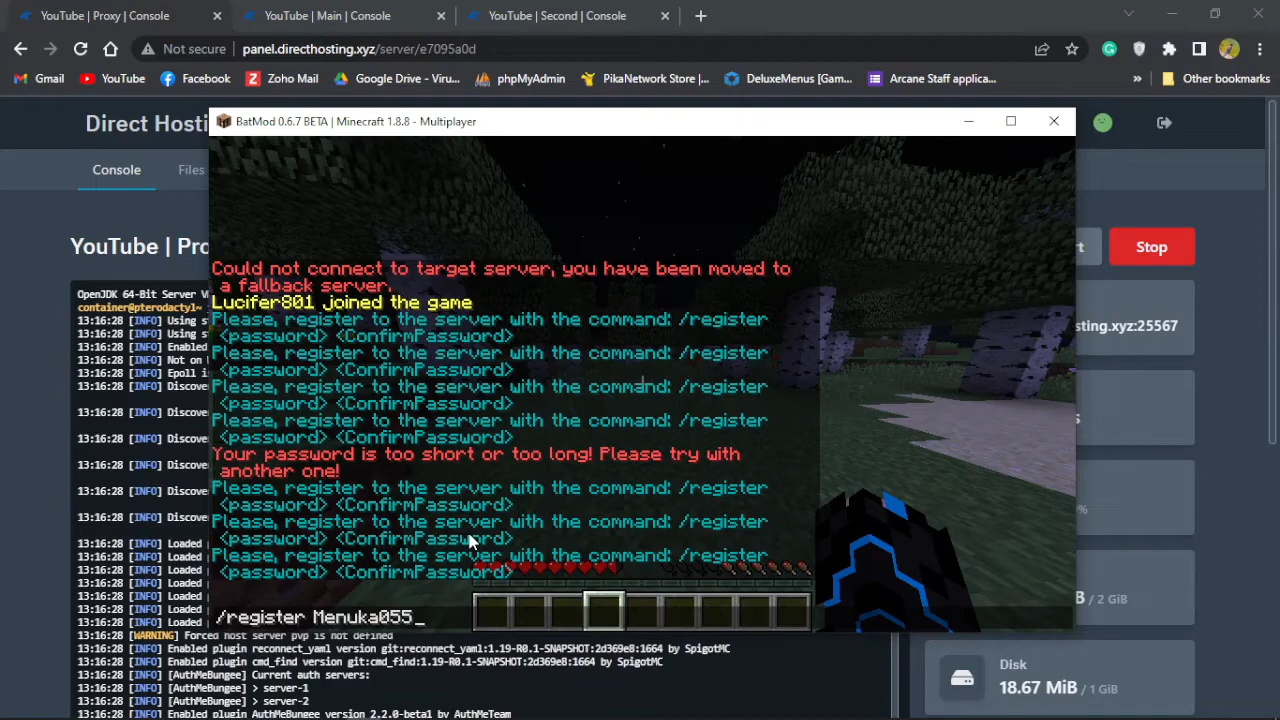 YouTube | Proxy | Console
YouTube | Main | Console
YouTube | Second | Console
Not secure
panel.directhosting.xyz/server/e7095a0d
Gmail
YouTube
Facebook
Zoho Mail
Google Drive - Viru...
phpMyAdmin
PikaNetwork Store |...
DeluxeMenus [Gam...
Arcane Staff applica...
»
Other bookmarks
Direct Hosti
BatMod 0.6.7 BETA | Minecraft 1.8.8 - Multiplayer
Console
Files
YouTube | Pro
rt
Stop
Could not connect to target server, you have been moved to
a fallback server.
Lucifer801 joined the game
Please, register to the server with the command: /register
<password> <ConfirmPassword>
Please, register to the server with the command: /register
<password> <ConfirmPassword>
Please, register to the server with the command: /register
<password> <ConfirmPassword>
Please, register to the server with the command: /register
<password> <ConfirmPassword>
Your password is too short or too long! Please try with
another one!
Please, register to the server with the command: /register
<password> <ConfirmPassword>
Please, register to the server with the command: /register
<password> <ConfirmPassword>
Please, register to the server with the command: /register
<password> <ConfirmPassword>
/register Menuka055_
OpenJDK 64-Bit Server V
container@pterodactyl~
13:16:28 [INFO] Using
13:16:28 [INFO] Using
13:16:28 [INFO] Enabled
13:16:28 [INFO] Not on
13:16:28 [INFO] Epoll i
13:16:28 [INFO] Discove
13:16:28 [INFO] Discove
13:16:28 [INFO] Discove
13:16:28 [INFO] Discove
13:16:28 [INFO] Discove
13:16:28 [INFO] Discove
13:16:28 [INFO] Loaded
13:16:28 [INFO] Loaded
13:16:28 [INFO] Loaded
13:16:28 [INFO] Loaded
13:16:28 [INFO] Loaded
13:16:28 [INFO] Loaded
13:16:28 [INFO] Loaded
13:16:28 [WARNING] Forced host server pvp is not defined
13:16:28 [INFO] Enabled plugin reconnect_yaml version git:reconnect_yaml:1.19-R0.1-SNAPSHOT:2d369e8:1664 by SpigotMC
13:16:28 [INFO] Enabled plugin cmd_find version git:cmd_find:1.19-R0.1-SNAPSHOT:2d369e8:1664 by SpigotMC
13:16:28 [INFO] [AuthMeBungee] Current auth servers:
13:16:28 [INFO] [AuthMeBungee] > server-1
13:16:28 [INFO] [AuthMeBungee] > server-2
13:16:28 [INFO] Enabled plugin AuthMeBungee version 2.2.0-beta1 by AuthMeTeam
sting.xyz:25567
s
%
B / 2 GiB
Disk
18.67 MiB / 1 GiB